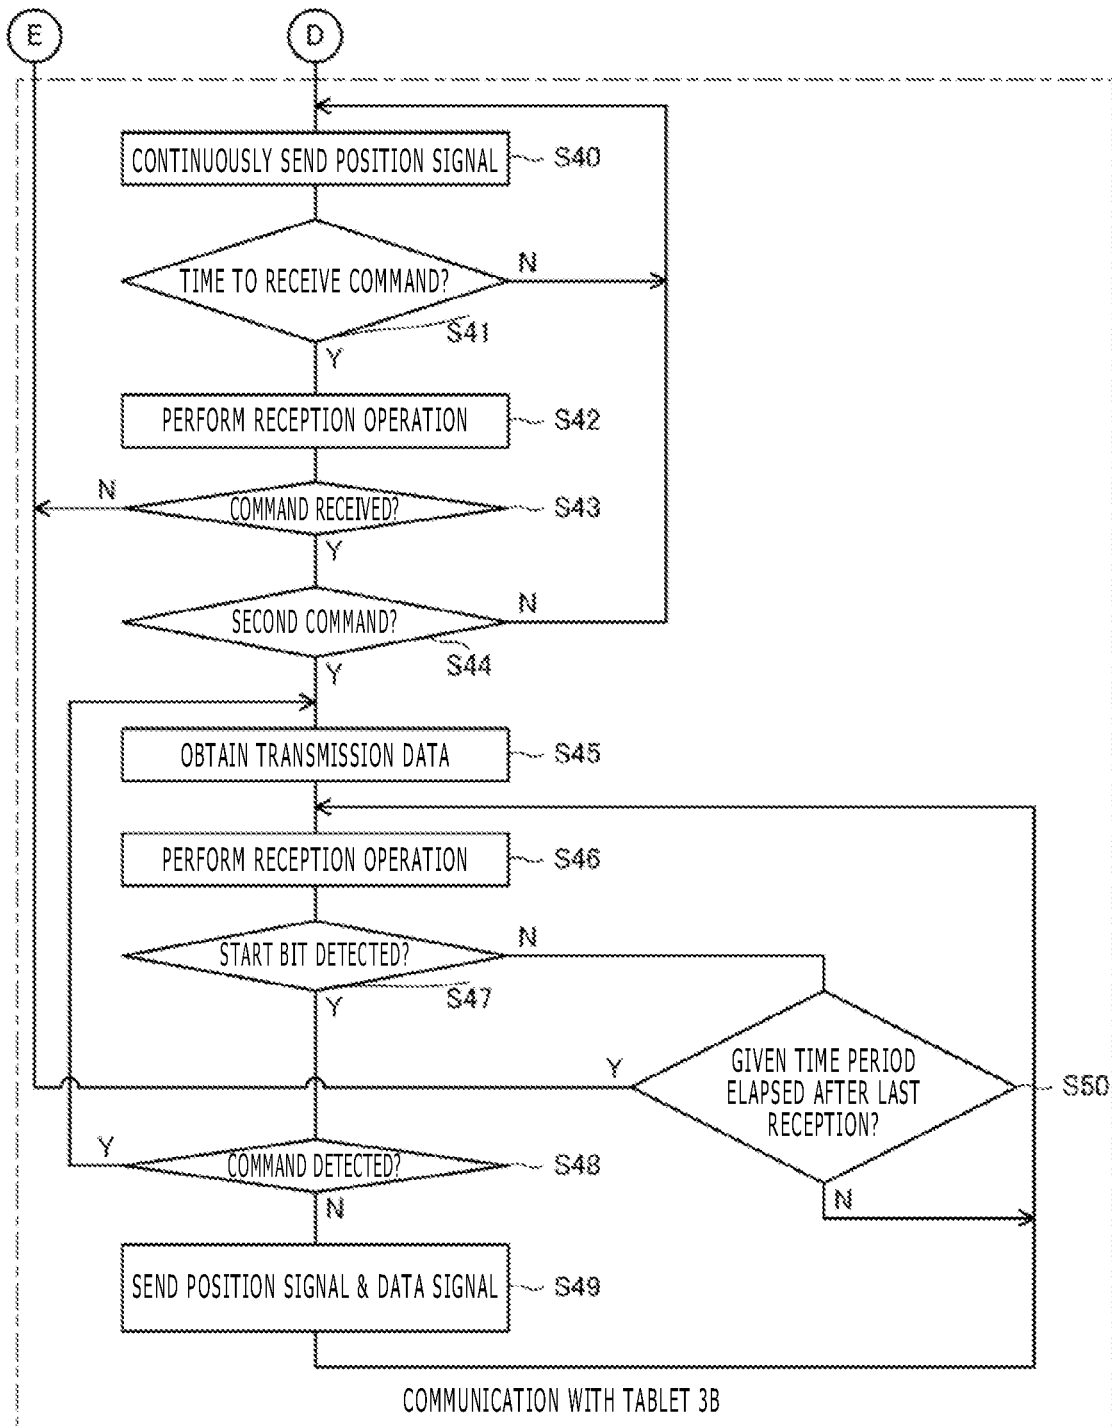 E
D
CONTINUOUSLY SEND POSITION SIGNAL
S40
TIME TO RECEIVE COMMAND?
N
S41
Y
PERFORM RECEPTION OPERATION
S42
N
COMMAND RECEIVED?
S43
Y
SECOND COMMAND?
N
S44
Y
OBTAIN TRANSMISSION DATA
S45
PERFORM RECEPTION OPERATION
S46
START BIT DETECTED?
N
S47
Y
Y
GIVEN TIME PERIOD
ELAPSED AFTER LAST
RECEPTION?
S50
Y
COMMAND DETECTED?
S48
N
N
SEND POSITION SIGNAL & DATA SIGNAL
S49
COMMUNICATION WITH TABLET 3B